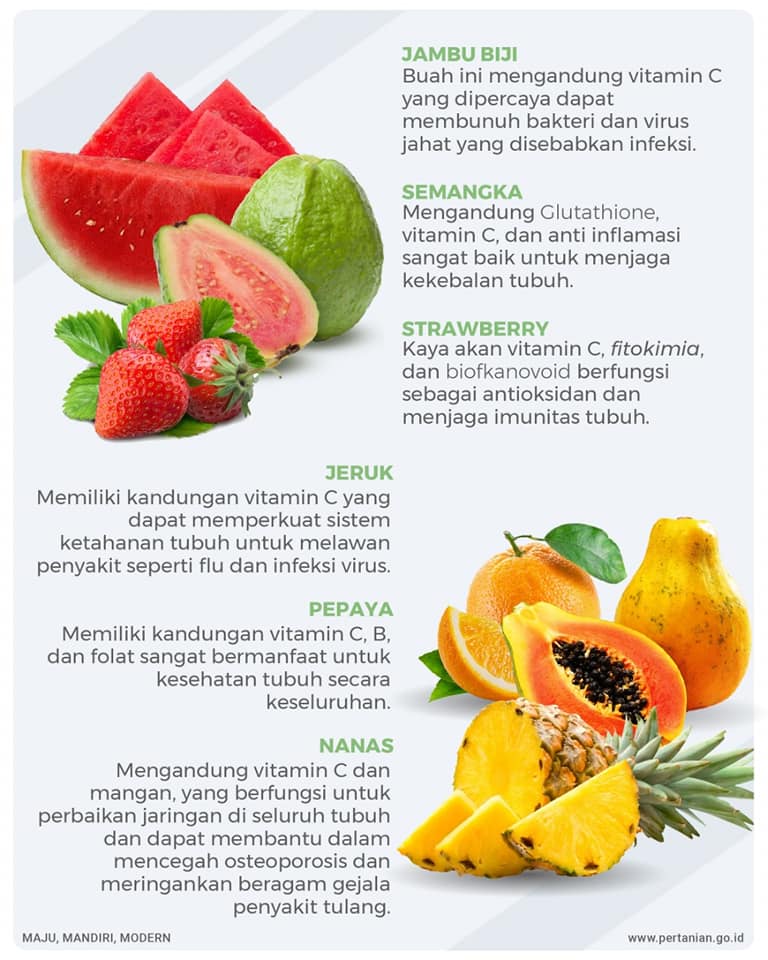 JAMBU BIJI
Buah ini mengandung vitamin C
yang dipercaya dapat
membunuh bakteri dan virus
jahat yang disebabkan infeksi.
SEMANGKA
Mengandung Glutathione,
vitamin C, dan anti inflamasi
sangat baik untuk menjaga
kekebalan tubuh.
STRAWBERRY
Kaya akan vitamin C, fitokimia,
dan biofkanovoid berfungsi
sebagai antioksidan dan
menjaga imunitas tubuh.
JERUK
Memiliki kandungan vitamin C yang
dapat memperkuat sistem
ketahanan tubuh untuk melawan
penyakit seperti flu dan infeksi virus.
PEPAYA
Memiliki kandungan vitamin C, B,
dan folat sangat bermanfaat untuk
kesehatan tubuh secara
keseluruhan.
NANAS
Mengandung vitamin C dan
mangan, yang berfungsi untuk
perbaikan jaringan di seluruh tubuh
dan dapat membantu dalam
mencegah osteoporosis dan
meringankan beragam gejala
penyakit tulang.
MAJU, MANDIRI, MODERN
www.pertanian.go.id